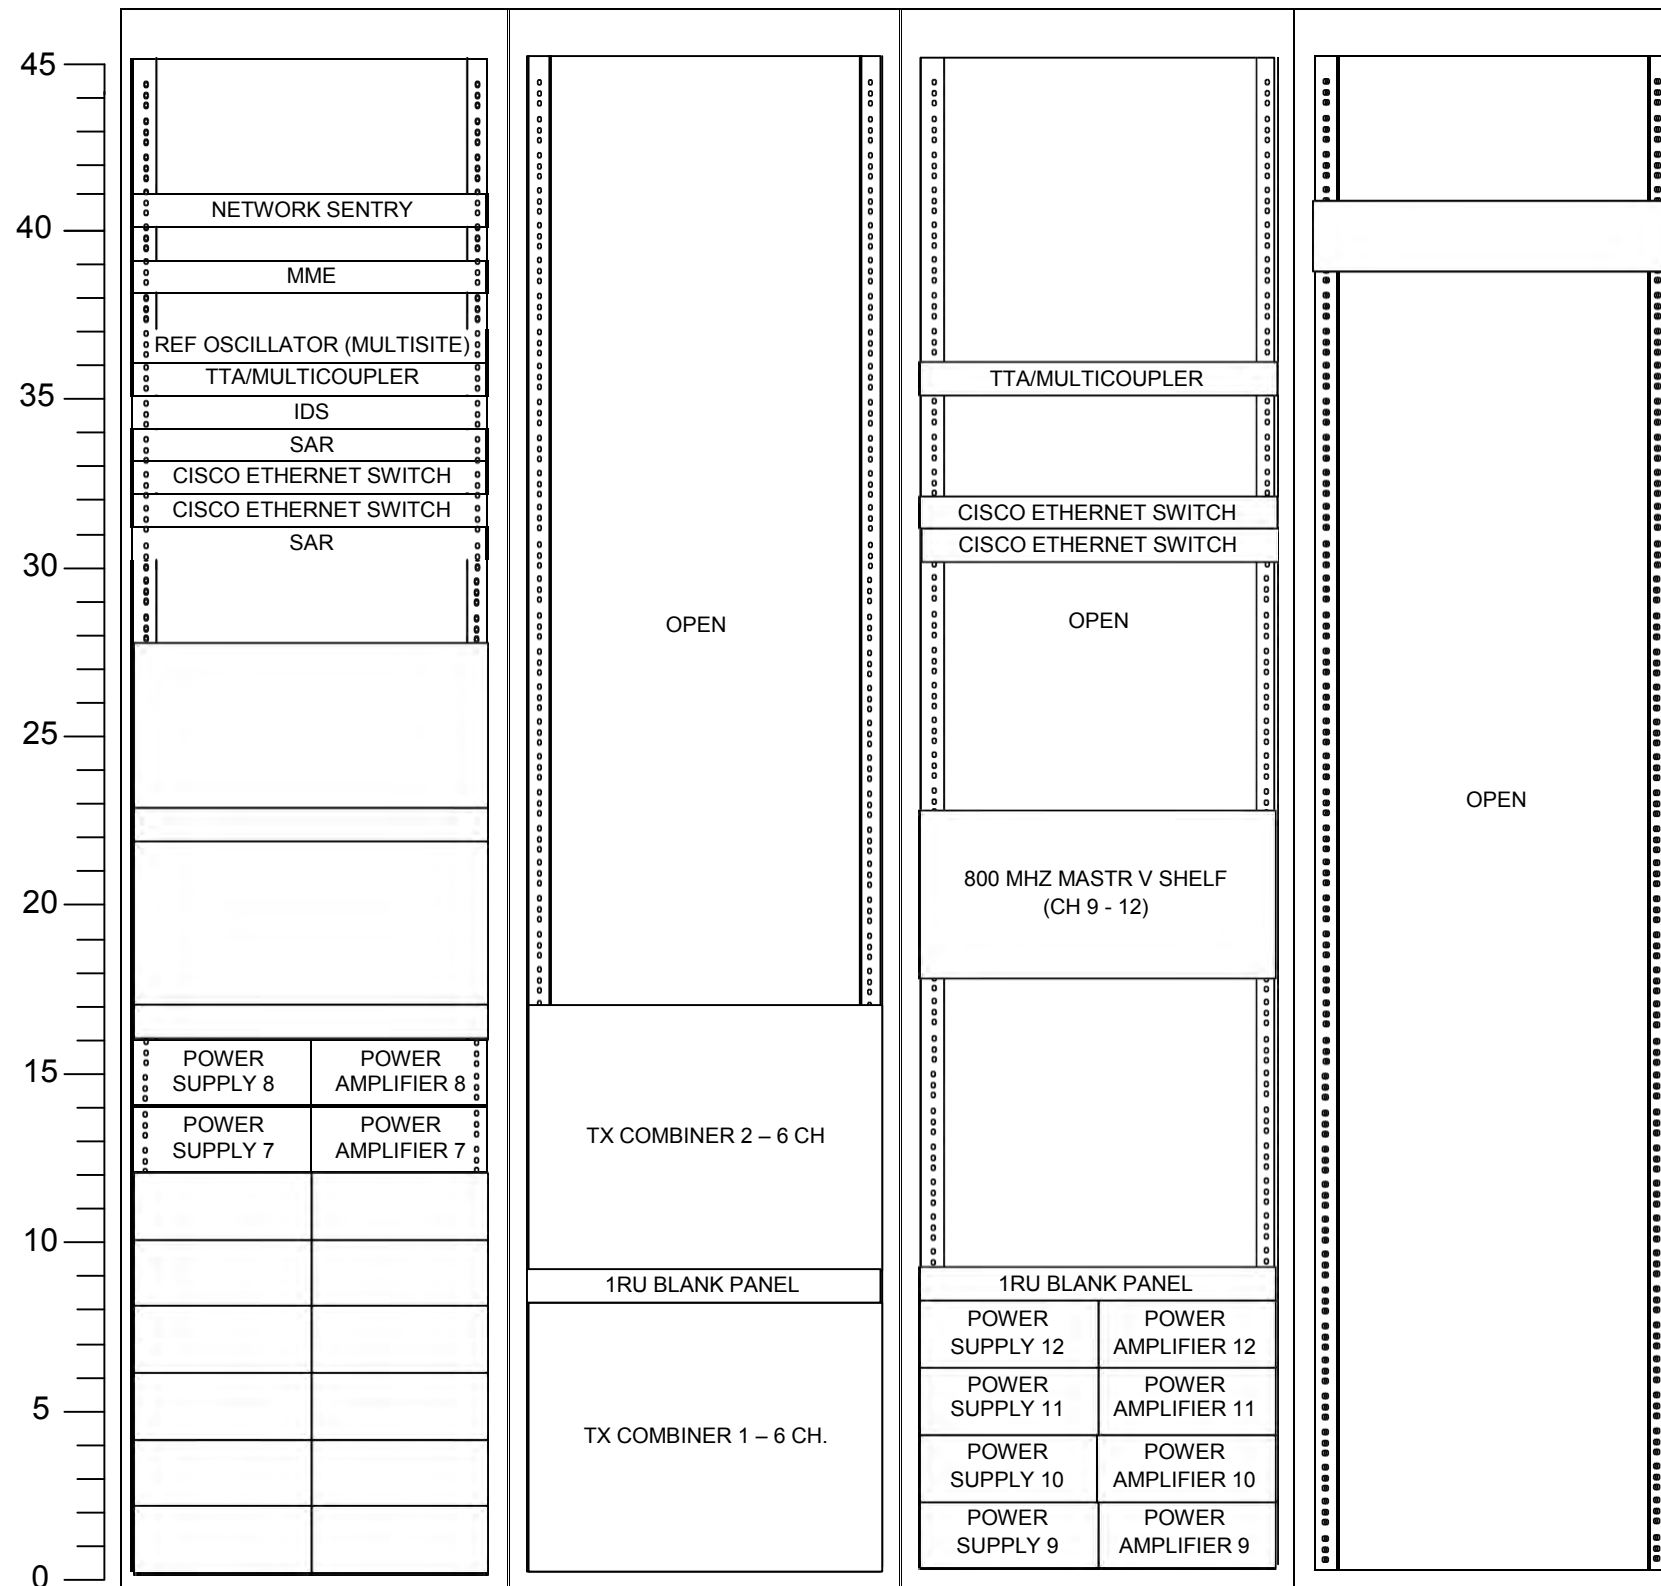 45
40
35
30
25
20
15
10
5
0
NETWORK SENTRY
MME
REF OSCILLATOR (MULTISITE)
TTA/MULTICOUPLER
IDS
SAR
CISCO ETHERNET SWITCH
CISCO ETHERNET SWITCH
SAR
POWER
SUPPLY 8
POWER
AMPLIFIER 8
POWER
SUPPLY 7
POWER
AMPLIFIER 7
OPEN
TX COMBINER 2 – 6 CH
1RU BLANK PANEL
TX COMBINER 1 – 6 CH.
TTA/MULTICOUPLER
CISCO ETHERNET SWITCH
CISCO ETHERNET SWITCH
OPEN
800 MHZ MASTR V SHELF
(CH 9 - 12)
1RU BLANK PANEL
POWER
SUPPLY 12
POWER
AMPLIFIER 12
POWER
SUPPLY 11
POWER
AMPLIFIER 11
POWER
SUPPLY 10
POWER
AMPLIFIER 10
POWER
SUPPLY 9
POWER
AMPLIFIER 9
OPEN